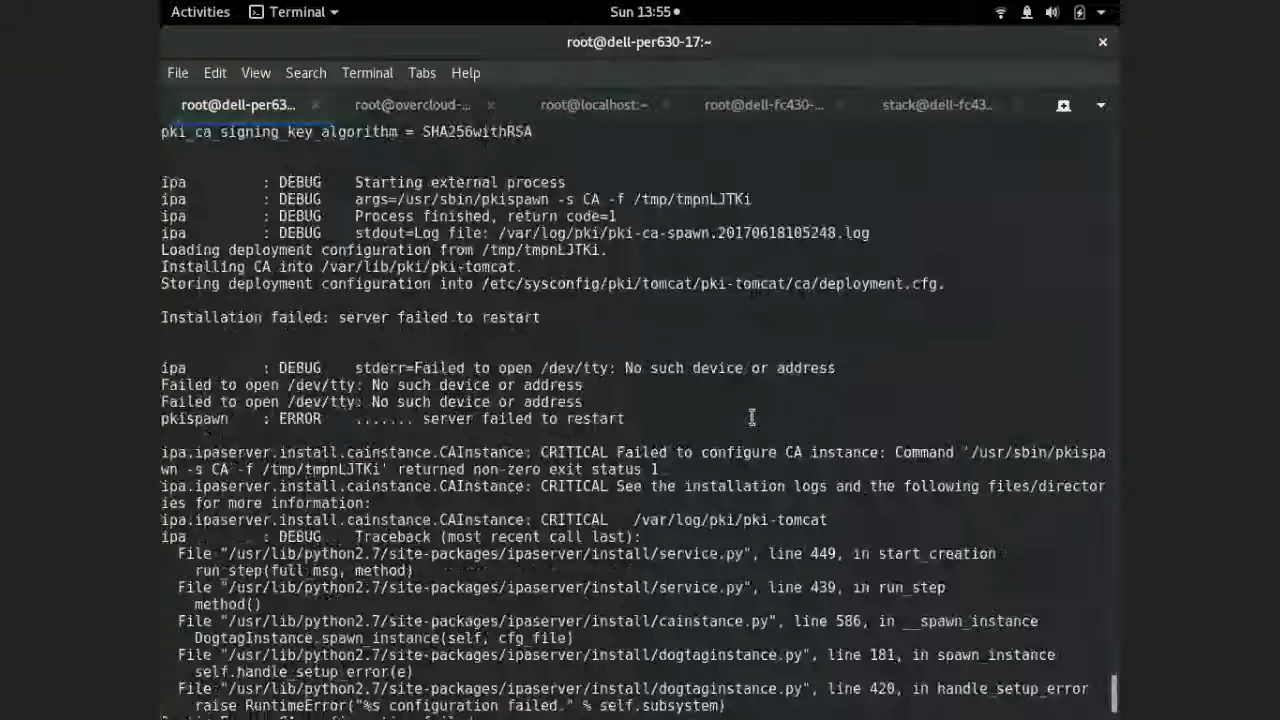 Activities Terminal Sun 13:55
root@dell-per630-17:~
File Edit View Search Terminal Tabs Help
root@dell-per63... root@overcloud-... root@localhost:~ root@dell-fc430-... stack@dell-fc43..
pki_ca_signing_key_algorithm = SHA256withRSA
ipa : DEBUG Starting external process
ipa : DEBUG args=/usr/sbin/pkispawn -s CA -f /tmp/tmpnLJTKi
ipa : DEBUG Process finished, return code=1
ipa : DEBUG stdout=Log file: /var/log/pki/pki-ca-spawn.20170618105248.log
Loading deployment configuration from /tmp/tmpnLJTKi.
Installing CA into /var/lib/pki/pki-tomcat.
Storing deployment configuration into /etc/sysconfig/pki/tomcat/pki-tomcat/ca/deployment.cfg.
Installation failed: server failed to restart
ipa : DEBUG stderr=Failed to open /dev/tty: No such device or address
Failed to open /dev/tty: No such device or address
Failed to open /dev/tty: No such device or address
pkispawn : ERROR ....... server failed to restart
ipa.ipaserver.install.cainstance.CAInstance: CRITICAL Failed to configure CA instance: Command '/usr/sbin/pkispa
wn -s CA -f /tmp/tmpnLJTKi' returned non-zero exit status 1
ipa.ipaserver.install.cainstance.CAInstance: CRITICAL See the installation logs and the following files/director
ies for more information:
ipa.ipaserver.install.cainstance.CAInstance: CRITICAL /var/log/pki/pki-tomcat
ipa : DEBUG Traceback (most recent call last):
File "/usr/lib/python2.7/site-packages/ipaserver/install/service.py", line 449, in start_creation
run_step(full_msg, method)
File "/usr/lib/python2.7/site-packages/ipaserver/install/service.py", line 439, in run_step
method()
File "/usr/lib/python2.7/site-packages/ipaserver/install/cainstance.py", line 586, in __spawn_instance
DogtagInstance.spawn_instance(self, cfg_file)
File "/usr/lib/python2.7/site-packages/ipaserver/install/dogtaginstance.py", line 181, in spawn_instance
self.handle_setup_error(e)
File "/usr/lib/python2.7/site-packages/ipaserver/install/dogtaginstance.py", line 420, in handle_setup_error
raise RuntimeError("%s configuration failed." % self.subsystem)